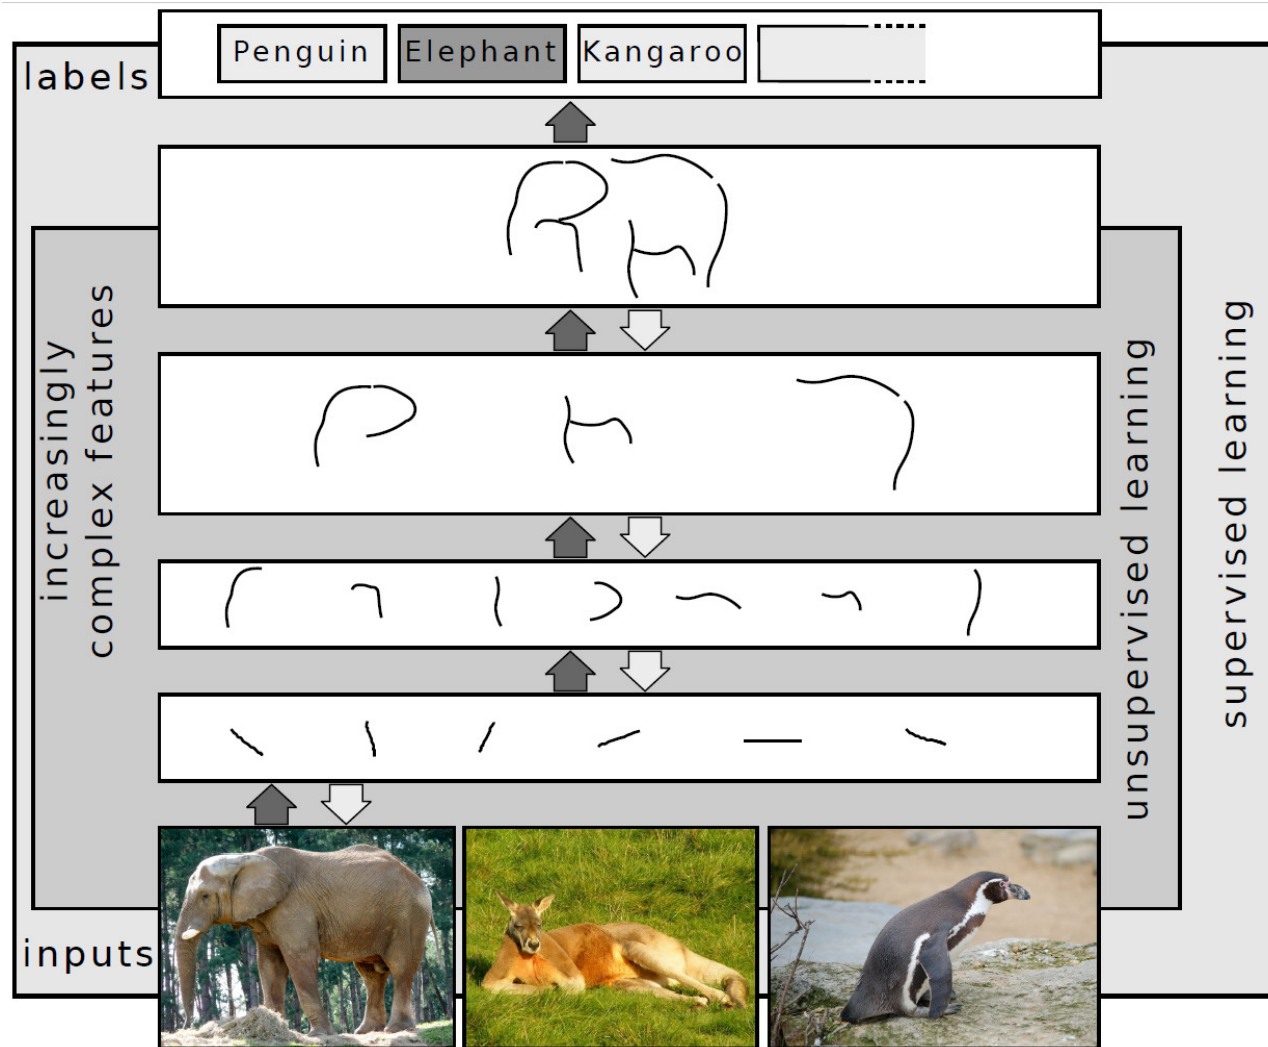 labels
Penguin
Elephant
Kangaroo
increasingly
complex features
unsupervised learning
supervised learning
inputs